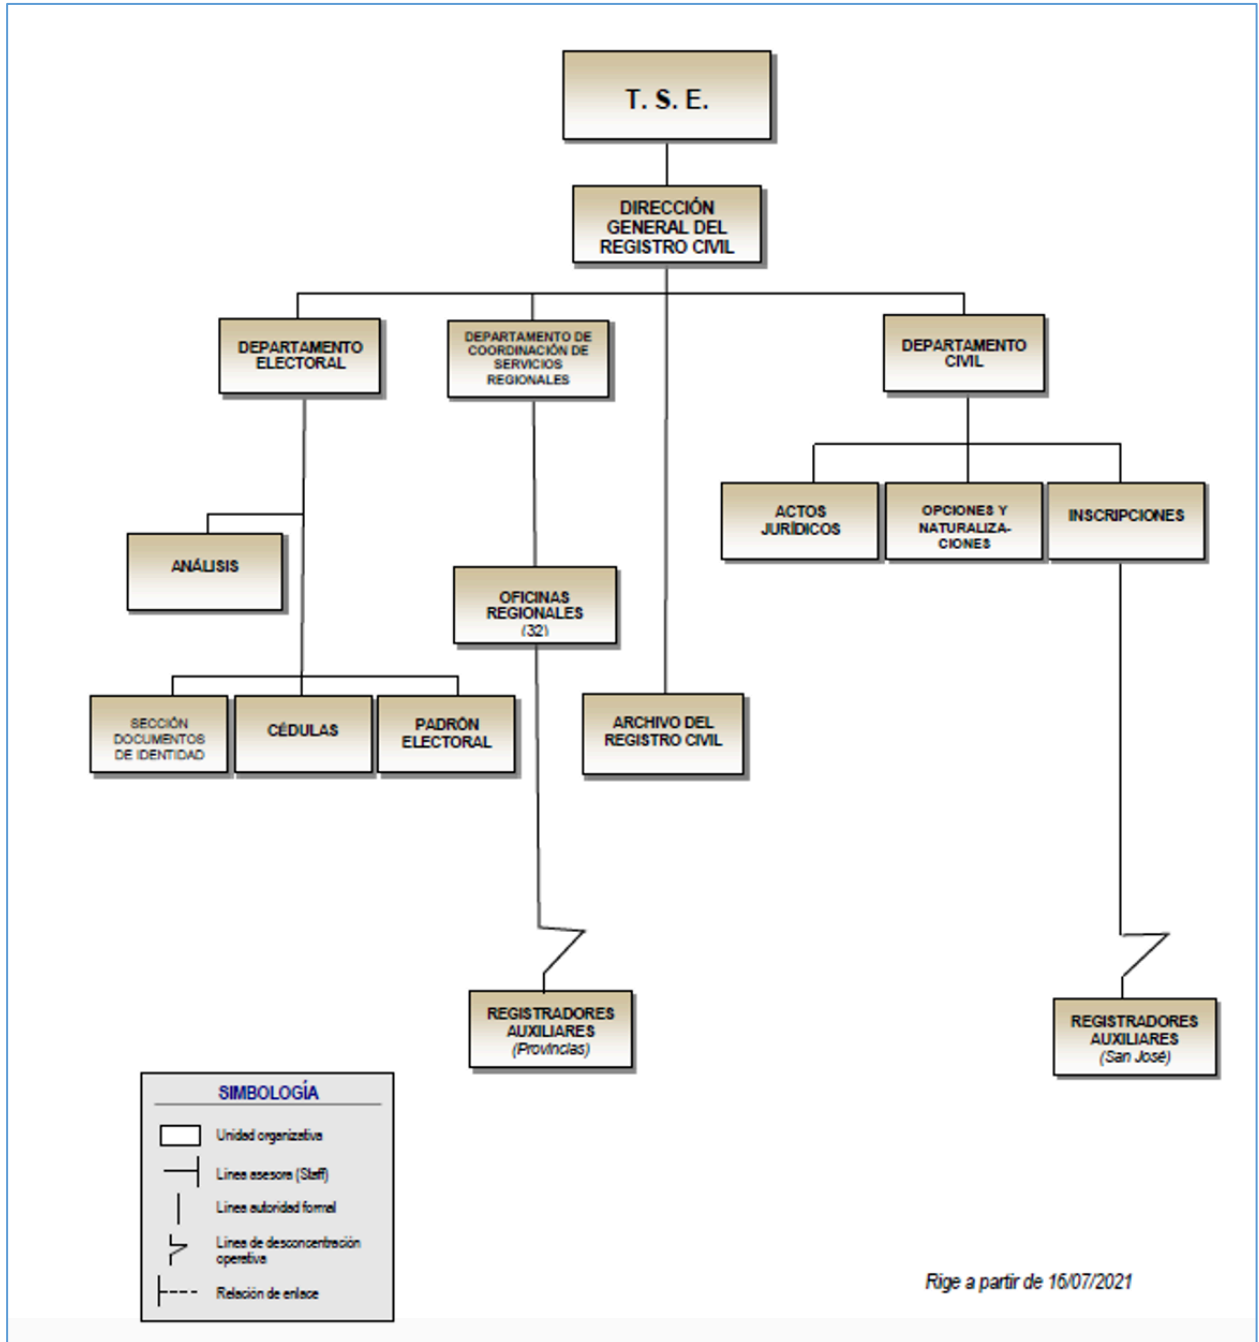 T. S. E.
DIRECCIÓN
GENERAL DEL
REGISTRO CIVIL
DEPARTAMENTO
ELECTORAL
DEPARTAMENTO DE
COORDINACIÓN DE
SERVICIOS
REGIONALES
DEPARTAMENTO
CIVIL
ACTOS
JURÍDICOS
OPCIONES Y
NATURALIZA-
CIONES
INSCRIPCIONES
ANÁLISIS
OFICINAS
REGIONALES
(32)
SECCIÓN
DOCUMENTOS
DE IDENTIDAD
CÉDULAS
PADRÓN
ELECTORAL
ARCHIVO DEL
REGISTRO CIVIL
REGISTRADORES
AUXILIARES
(Provincias)
REGISTRADORES
AUXILIARES
(San José)
SIMBOLOGÍA
Unidad organizativa
Línea asesora (Staff)
Línea autoridad formal
Línea de desconcentración
operativa
Relación de enlace
Rige a partir de 16/07/2021